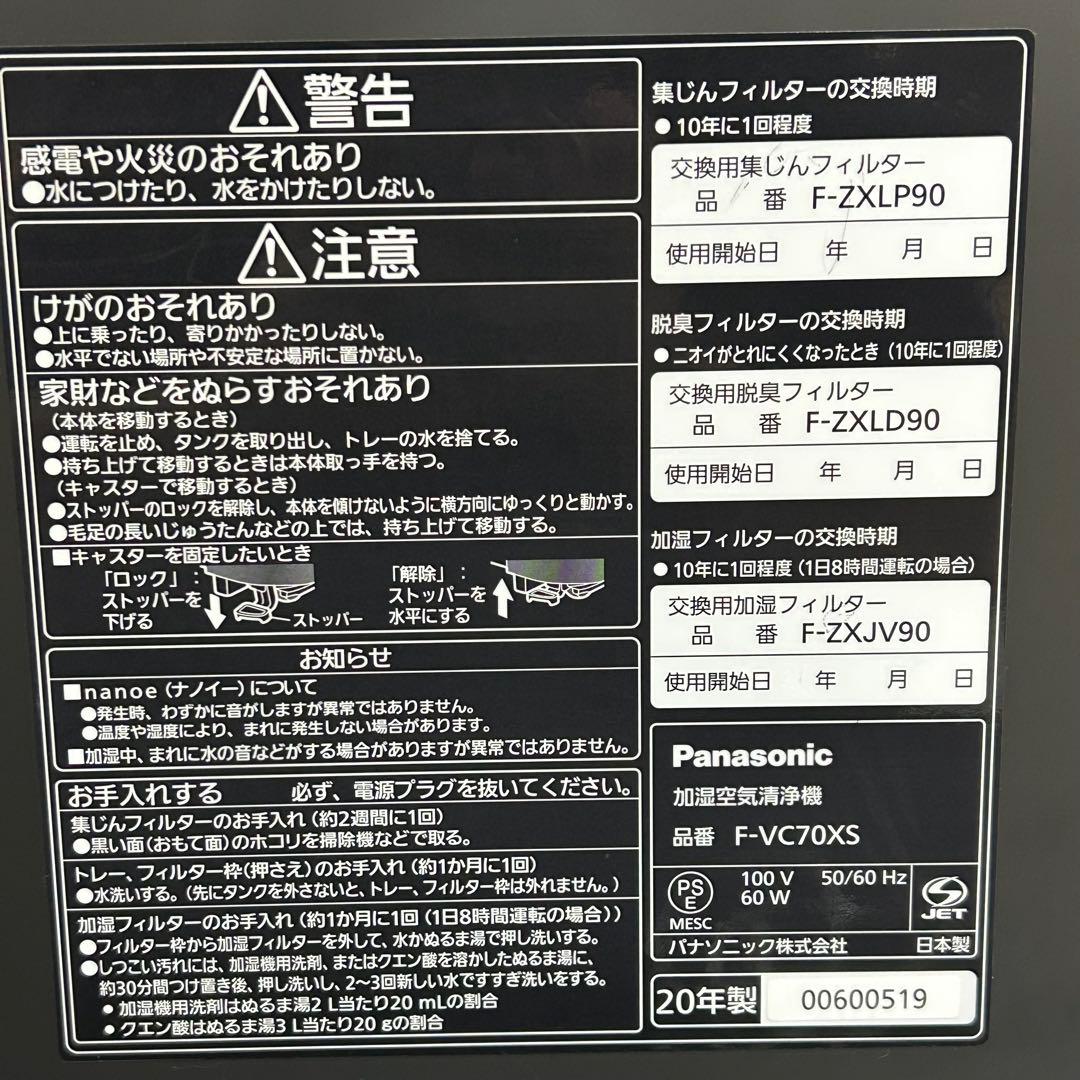 警告
感電や火災のおそれあり
●水につけたり、水をかけたりしない。
注意
けがのおそれあり
●上に乗ったり、寄りかかったりしない。
●水平でない場所や不安定な場所に置かない。
家財などをぬらすおそれあり
(本体を移動するとき)
●運転を止め、タンクを取り出し、トレーの水を捨てる。
●持ち上げて移動するときは本体取っ手を持つ。
(キャスターで移動するとき)
●ストッパーのロックを解除し、本体を傾けないように横方向にゆっくりと動かす。
●毛足の長いじゅうたんなどの上では、持ち上げて移動する。
■キャスターを固定したいとき
「ロック」:
ストッパーを
下げる
ストッパー
「解除」:
ストッパーを
水平にする
お知らせ
■nanoe(ナノイー)について
●発生時、わずかに音がしますが異常ではありません。
●温度や湿度により、まれに発生しない場合があります。
■加湿中、まれに水の音などがする場合がありますが異常ではありません。
お手入れする 必ず、電源プラグを抜いてください。
集じんフィルターのお手入れ(約2週間に1回)
●黒い面(おもて面)のホコリを掃除機などで取る。
トレー、フィルター枠(押さえ)のお手入れ(約1か月に1回)
●水洗いする。(先にタンクを外さないと、トレー、フィルター枠は外れません。)
加湿フィルターのお手入れ(約1か月に1回(1日8時間運転の場合))
●フィルター枠から加湿フィルターを外して、水かぬるま湯で押し洗いする。
●しつこい汚れには、加湿機用洗剤、またはクエン酸を溶かしたぬるま湯に、
約30分間つけ置き後、押し洗いし、2~3回新しい水ですすぎ洗いをする。
• 加湿機用洗剤はぬるま湯2 L当たり20 mLの割合
• クエン酸はぬるま湯3 L当たり20 gの割合
集じんフィルターの交換時期
● 10年に1回程度
交換用集じんフィルター
品 番 F-ZXLP90
使用開始日 年 月 日
脱臭フィルターの交換時期
● ニオイがとれにくくなったとき(10年に1回程度)
交換用脱臭フィルター
品 番 F-ZXLD90
使用開始日 年 月 日
加湿フィルターの交換時期
● 10年に1回程度(1日8時間運転の場合)
交換用加湿フィルター
品 番 F-ZXJV90
使用開始日 年 月 日
Panasonic
加湿空気清浄機
品番 F-VC70XS
PS
E
MESC
100 V 50/60 Hz
60 W
JET
パナソニック株式会社 日本製
20年製 00600519